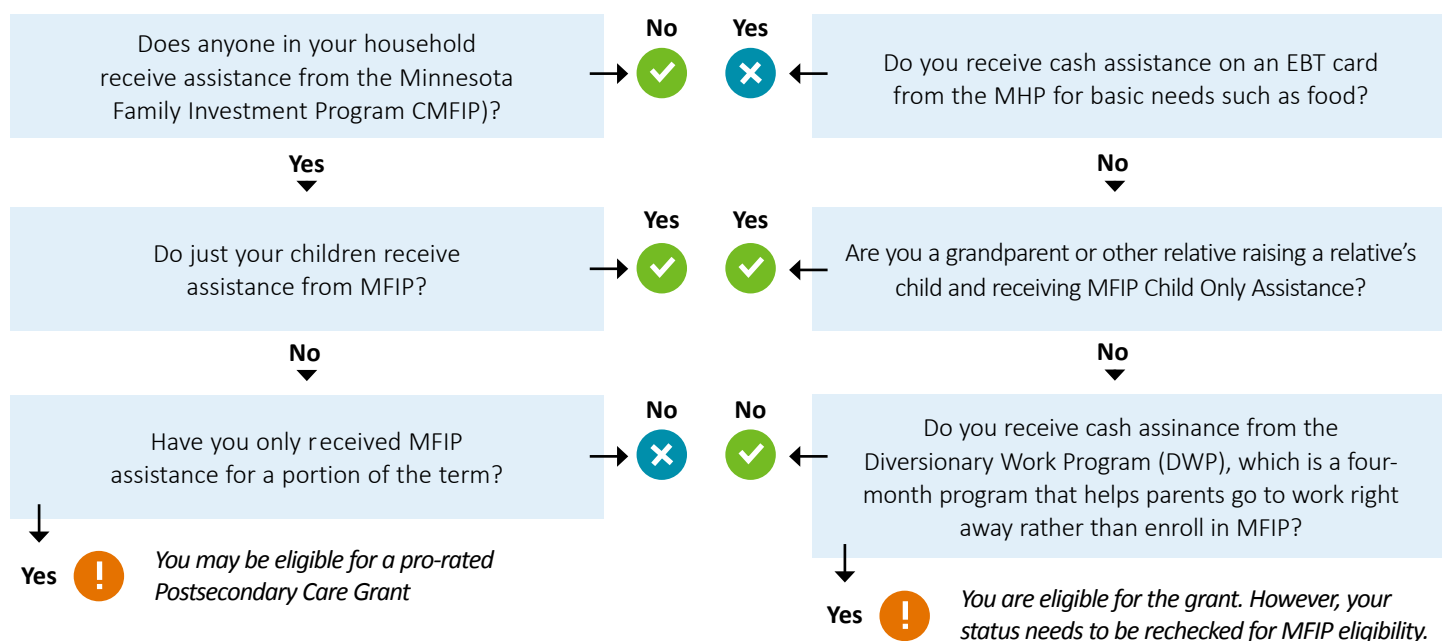 Does anyone in your household
receive assistance from the Minnesota
Family Investment Program CMFIP)?
No
Yes
Do just your children receive
assistance from MFIP?
Yes
No
Have you only received MFIP
assistance for a portion of the term?
No
Yes
You may be eligible for a pro-rated
Postsecondary Care Grant
Yes
Do you receive cash assistance on an EBT card
from the MHP for basic needs such as food?
No
Yes
Are you a grandparent or other relative raising a relative's
child and receiving MFIP Child Only Assistance?
No
No
Do you receive cash assinance from the
Diversionary Work Program (DWP), which is a four-
month program that helps parents go to work right
away rather than enroll in MFIP?
Yes
You are eligible for the grant. However, your
status needs to be rechecked for MFIP eligibility.